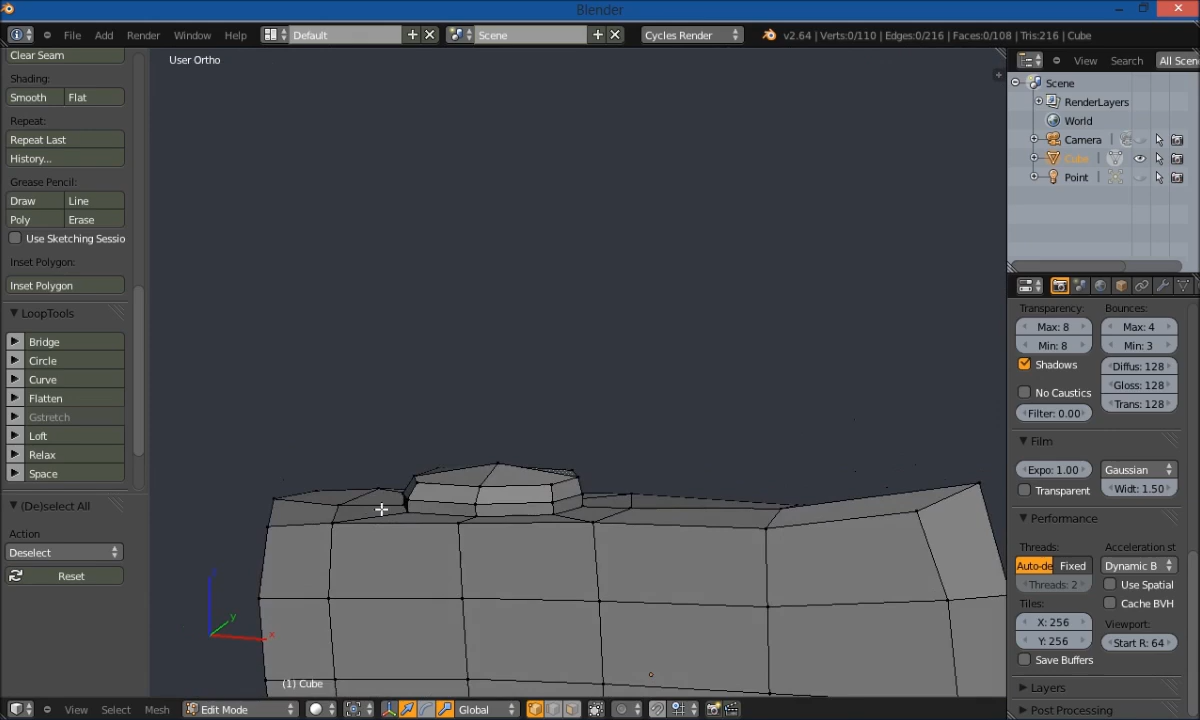 Blender
File Add Render Window Help Default Scene Cycles Render v2.64 | Verts:0/110 | Edges:0/216 | Faces:0/108 | Tris:216 | Cube
Clear Seam
Shading:
Smooth Flat
Repeat:
Repeat Last
History...
Grease Pencil:
Draw Line
Poly Erase
Use Sketching Sessio
Inset Polygon:
Inset Polygon
LoopTools
Bridge
Circle
Curve
Flatten
Gstretch
Loft
Relax
Space
(De)select All
Action
Deselect
Reset
User Ortho
z
y
x
(1) Cube
View Select Mesh Edit Mode Global
View Search All Scen
Scene
RenderLayers
World
Camera
Cube
Point
Transparency: Bounces:
Max: 8 Max: 4
Min: 8 Min: 3
Shadows Diffus: 128
Gloss: 128
No Caustics Trans: 128
Filter: 0.00
Film
Expo: 1.00 Gaussian
Transparent Widt: 1.50
Performance
Threads: Acceleration st
Auto-de Fixed Dynamic B
Threads: 2 Use Spatial
Tiles: Cache BVH
X: 256 Viewport:
Y: 256 Start R: 64
Save Buffers
Layers
Post Processing